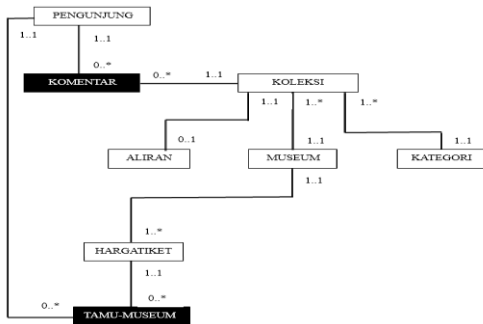 PENGUNJUNG
1..1
1..1
0..*
KOMENTAR
0..*
1..1
KOLEKSI
1..1
1..*
1..*
0..1
1..1
1..1
ALIRAN
MUSEUM
KATEGORI
1..1
1..*
HARGATIKET
1..1
0..*
0..*
TAMU-MUSEUM